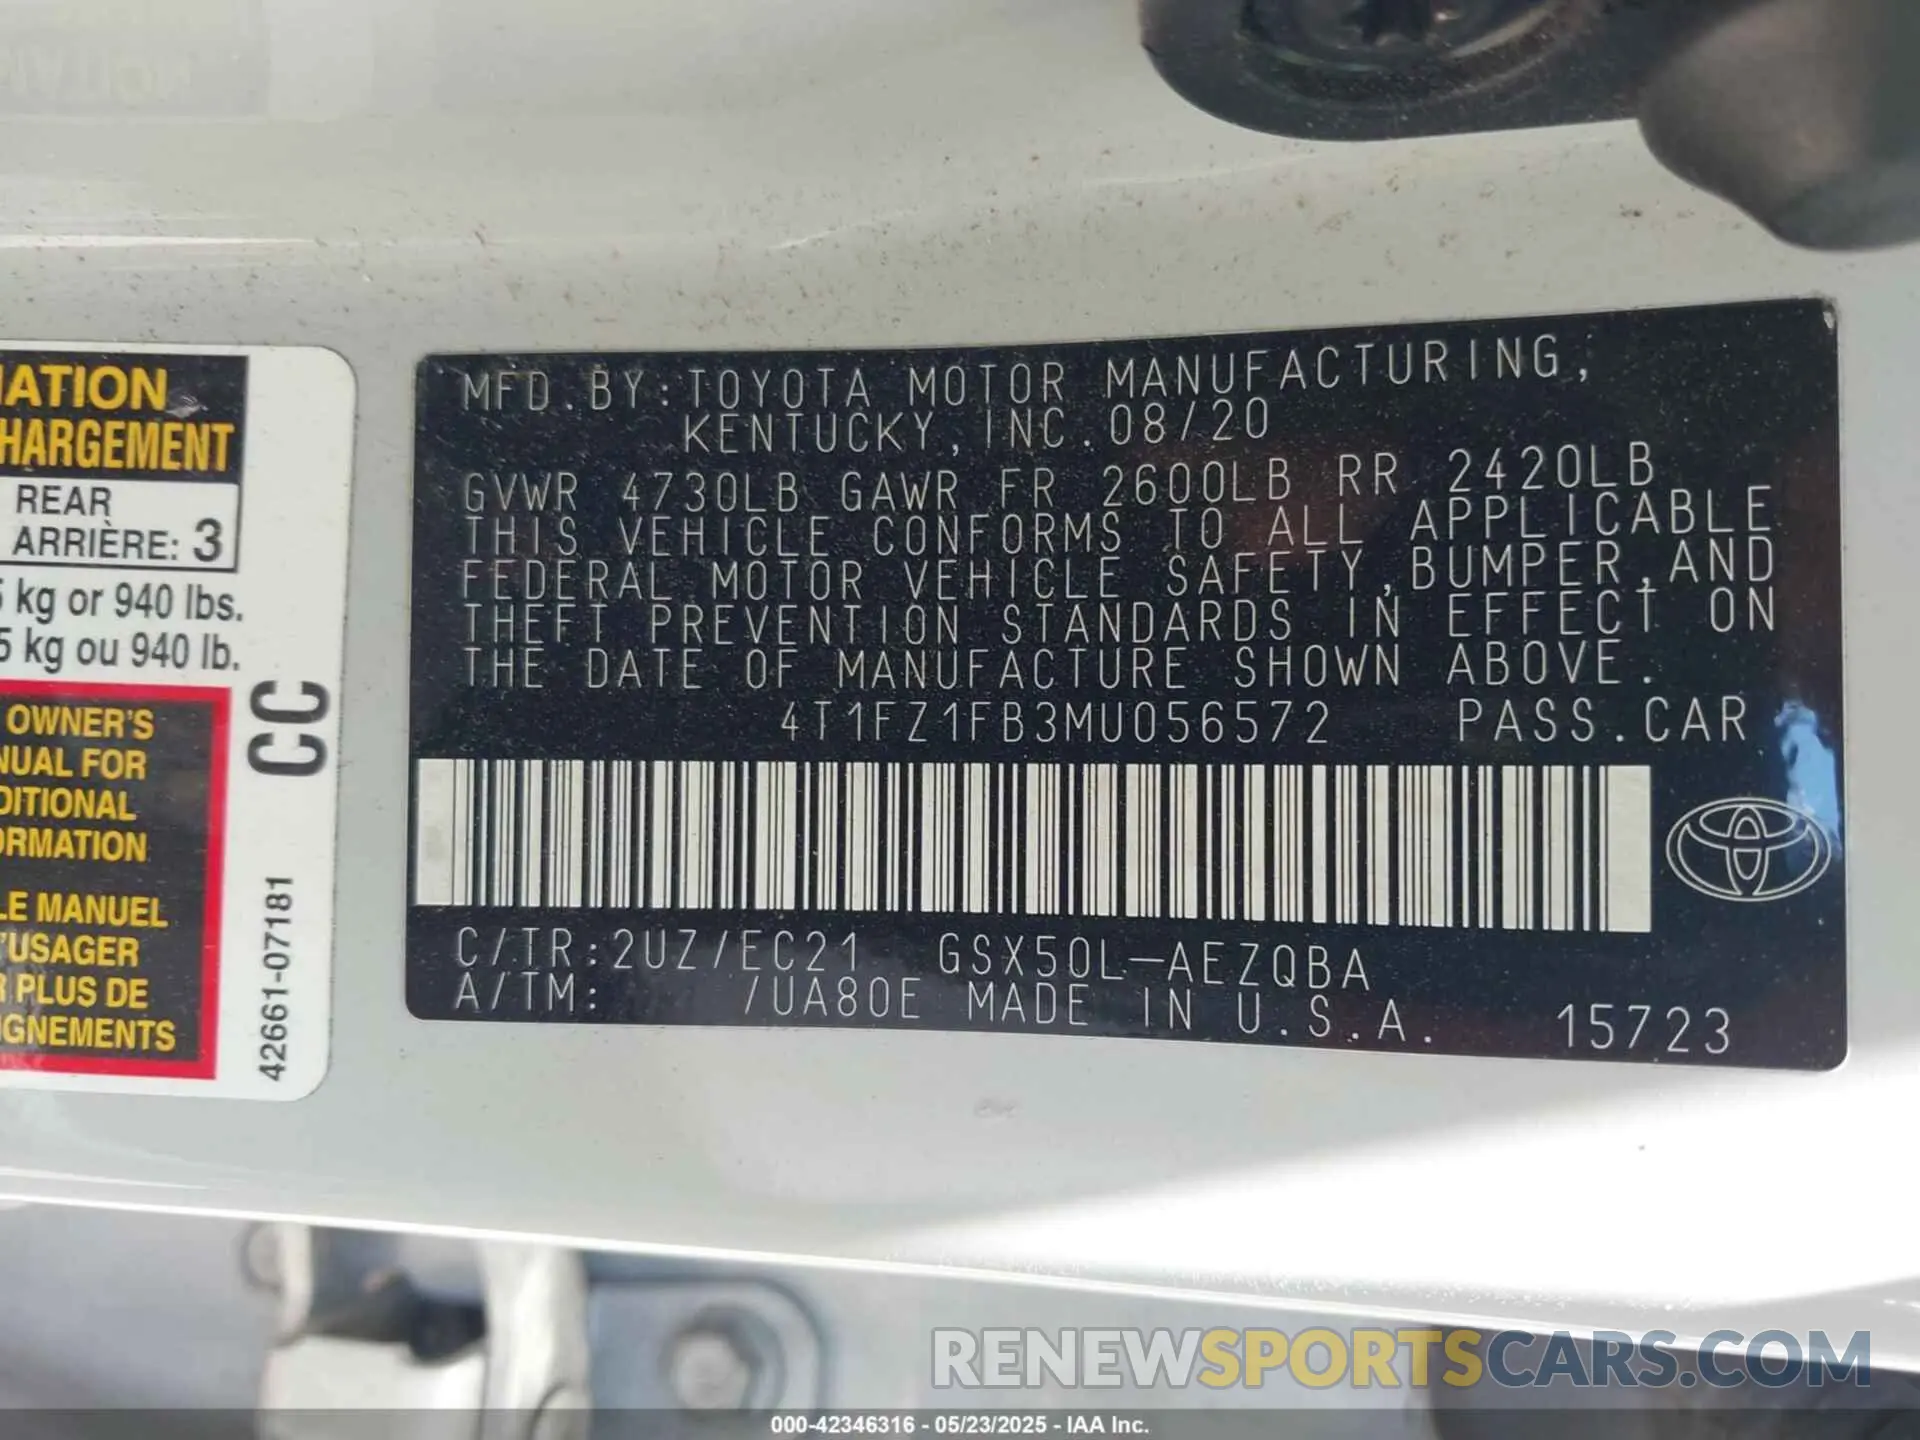 MATION
CHARGEMENT
REAR
ARRIÈRE: 3
5 kg or 940 lbs.
5 kg ou 940 lb.
OWNER'S
NUAL FOR
DITIONAL
ORMATION
LE MANUEL
D'USAGER
R PLUS DE
IGNEMENTS
CC
42661-07181
MFD.BY:TOYOTA MOTOR MANUFACTURING,
KENTUCKY,INC.08/20
GVWR 4730LB GAWR FR 2600LB RR 2420LB
THIS VEHICLE CONFORMS TO ALL APPLICABLE
FEDERAL MOTOR VEHICLE SAFETY,BUMPER,AND
THEFT PREVENTION STANDARDS IN EFFECT ON
THE DATE OF MANUFACTURE SHOWN ABOVE.
4T1FZ1FB3MU056572 PASS.CAR
C/TR:2UZ/EC21 GSX50L-AEZQBA
A/TM: /UA80E MADE IN U.S.A. 15723
RENEWSPORTSCARS.COM
000-42346316 - 05/23/2025 - IAA Inc.